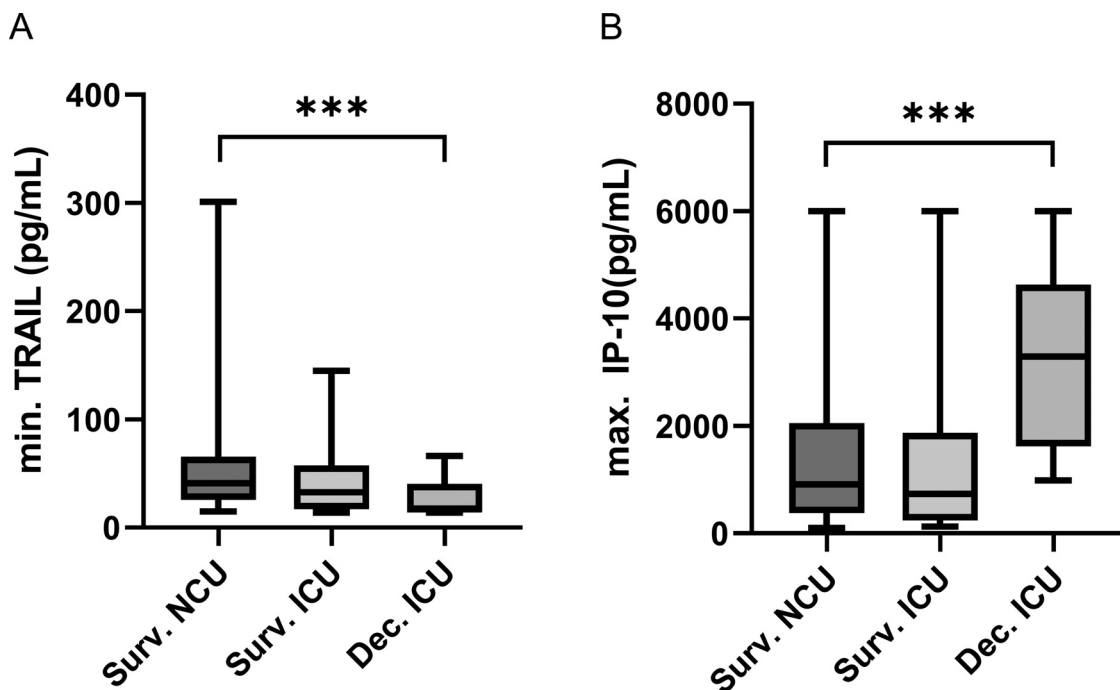 A
min. TRAIL (pg/mL)
400
300
200
100
0
***
Surv. NCU
Surv. ICU
Dec. ICU
B
max. IP-10(pg/mL)
8000
6000
4000
2000
0
***
Surv. NCU
Surv. ICU
Dec. ICU